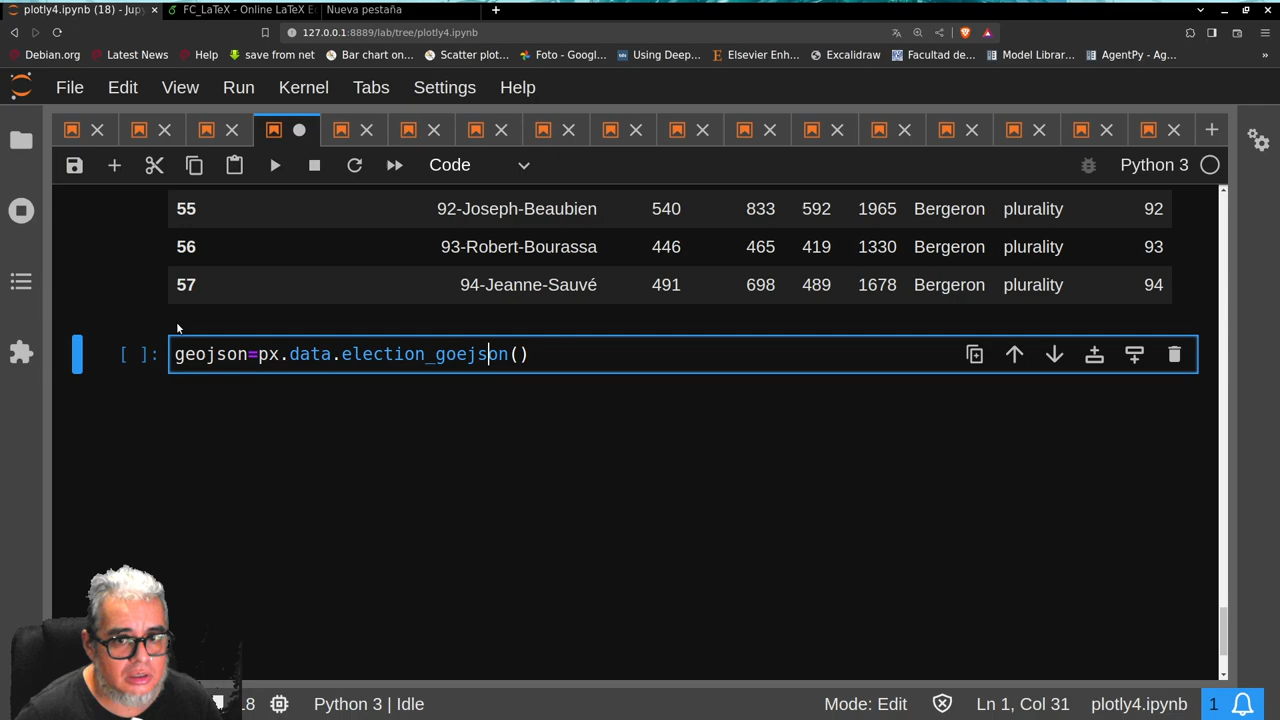 plotly4.ipynb (18) - Jup
FC_LaTeX - Online LaTeX E
Nueva pestaña
127.0.0.1:8889/lab/tree/plotly4.ipynb
Debian.org
Latest News
Help
save from net
Bar chart on...
Scatter plot...
Foto - Googl...
Using Deep...
Elsevier Enhan...
Excalidraw
Facultad de...
Model Librar...
AgentPy - Ag...
»
File Edit View Run Kernel Tabs Settings Help
Code
Python 3
55 92-Joseph-Beaubien 540 833 592 1965 Bergeron plurality 92
56 93-Robert-Bourassa 446 465 419 1330 Bergeron plurality 93
57 94-Jeanne-Sauvé 491 698 489 1678 Bergeron plurality 94
[ ]: geojson=px.data.election_goejson()
.8
Python 3 | Idle
Mode: Edit
Ln 1, Col 31
plotly4.ipynb
1